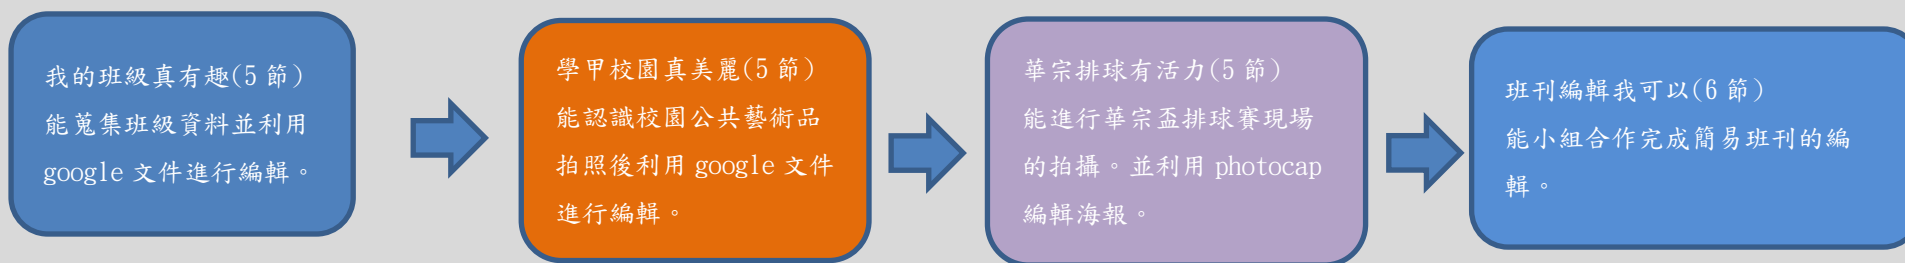 我的班級真有趣(5 節)
能蒐集班級資料並利用
google 文件進行編輯。
學甲校園真美麗(5 節)
能認識校園公共藝術品
拍照後利用 google 文件
進行編輯。
華宗排球有活力(5 節)
能進行華宗盃排球賽現場
的拍攝。並利用 photocap
編輯海報。
班刊編輯我可以(6 節)
能小組合作完成簡易班刊的編
輯。